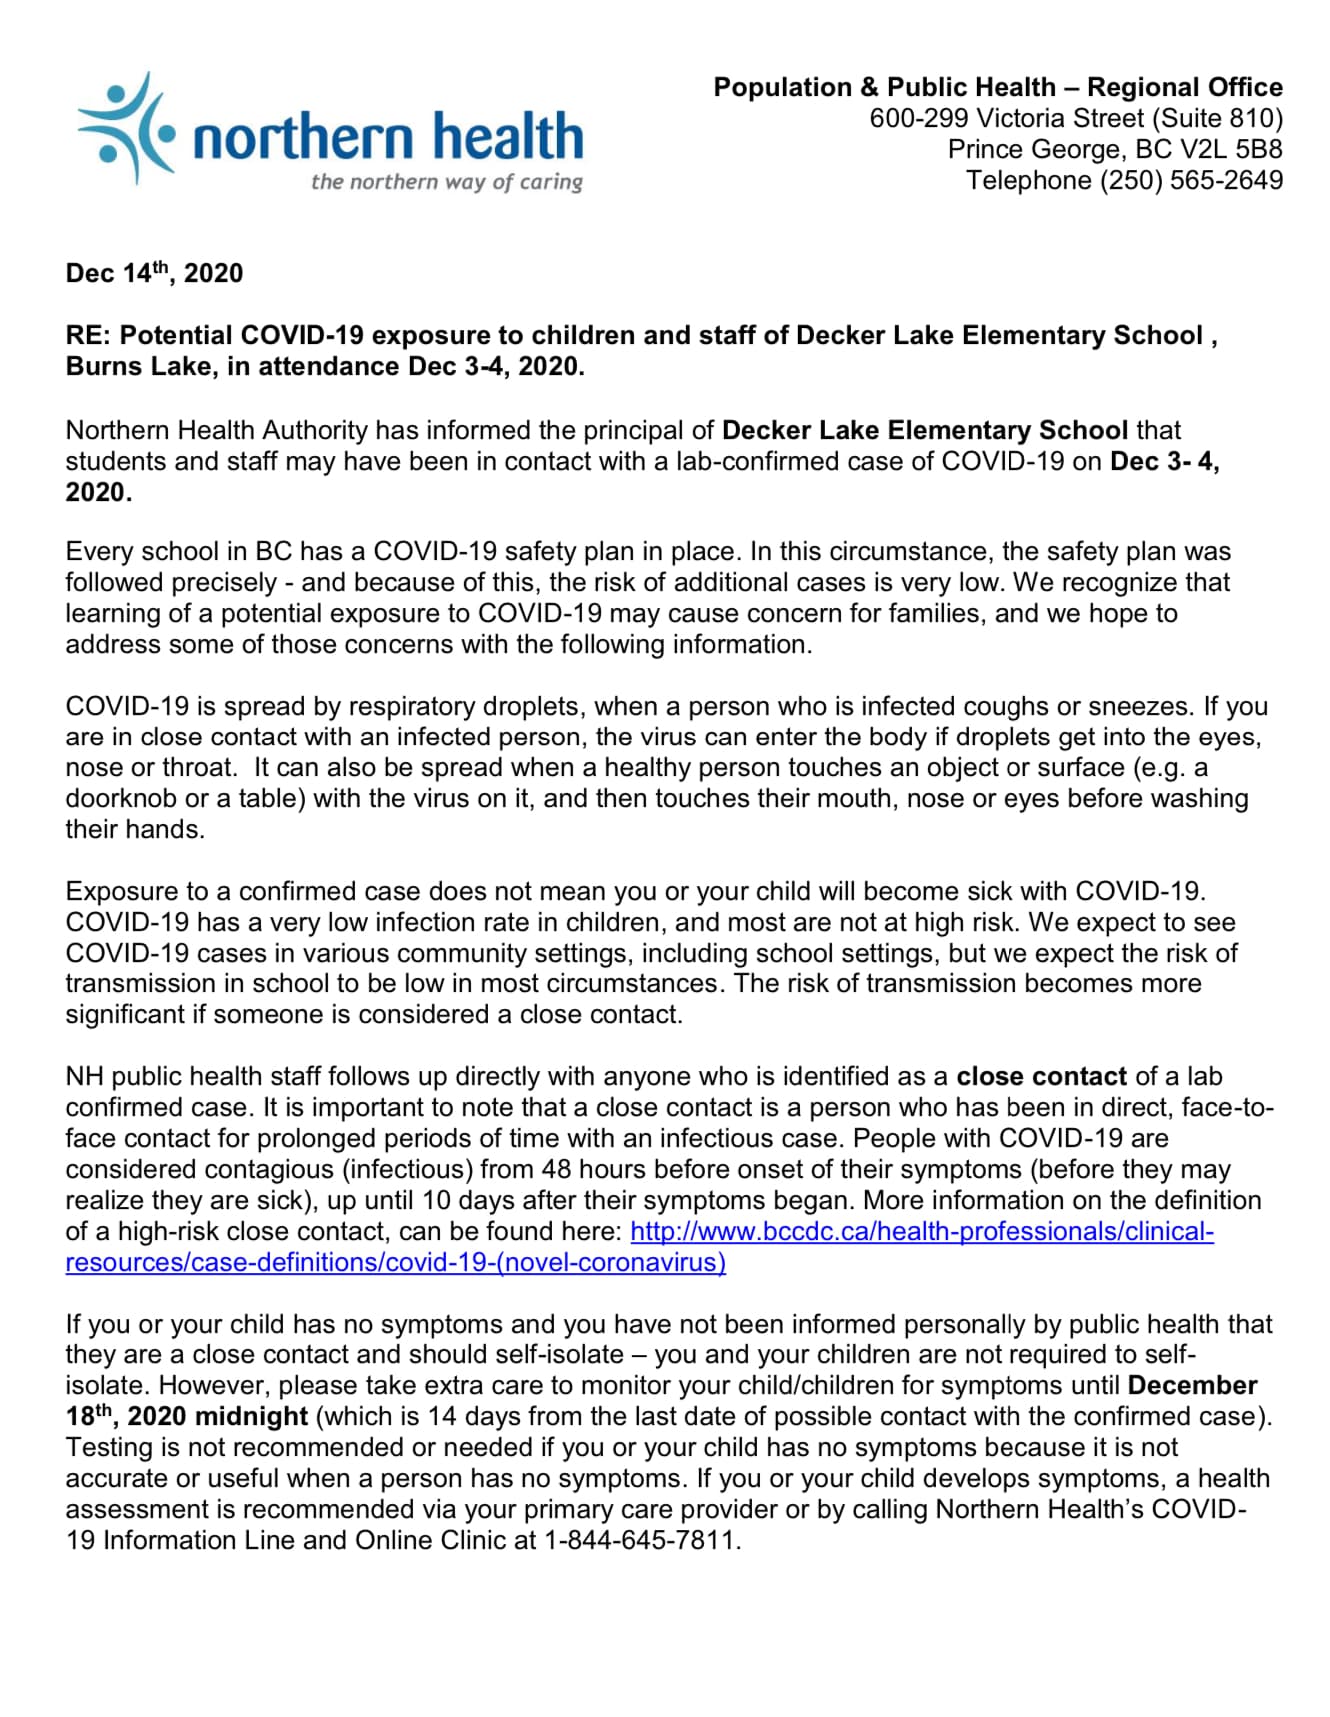 northern health
the northern way of caring
Population & Public Health – Regional Office
600-299 Victoria Street (Suite 810)
Prince George, BC V2L 5B8
Telephone (250) 565-2649
Dec 14th, 2020
RE: Potential COVID-19 exposure to children and staff of Decker Lake Elementary School ,
Burns Lake, in attendance Dec 3-4, 2020.
Northern Health Authority has informed the principal of Decker Lake Elementary School that
students and staff may have been in contact with a lab-confirmed case of COVID-19 on Dec 3- 4,
2020.
Every school in BC has a COVID-19 safety plan in place. In this circumstance, the safety plan was
followed precisely - and because of this, the risk of additional cases is very low. We recognize that
learning of a potential exposure to COVID-19 may cause concern for families, and we hope to
address some of those concerns with the following information.
COVID-19 is spread by respiratory droplets, when a person who is infected coughs or sneezes. If you
are in close contact with an infected person, the virus can enter the body if droplets get into the eyes,
nose or throat.  It can also be spread when a healthy person touches an object or surface (e.g. a
doorknob or a table) with the virus on it, and then touches their mouth, nose or eyes before washing
their hands.
Exposure to a confirmed case does not mean you or your child will become sick with COVID-19.
COVID-19 has a very low infection rate in children, and most are not at high risk. We expect to see
COVID-19 cases in various community settings, including school settings, but we expect the risk of
transmission in school to be low in most circumstances. The risk of transmission becomes more
significant if someone is considered a close contact.
NH public health staff follows up directly with anyone who is identified as a close contact of a lab
confirmed case. It is important to note that a close contact is a person who has been in direct, face-to-
face contact for prolonged periods of time with an infectious case. People with COVID-19 are
considered contagious (infectious) from 48 hours before onset of their symptoms (before they may
realize they are sick), up until 10 days after their symptoms began. More information on the definition
of a high-risk close contact, can be found here: http://www.bccdc.ca/health-professionals/clinical-
resources/case-definitions/covid-19-(novel-coronavirus)
If you or your child has no symptoms and you have not been informed personally by public health that
they are a close contact and should self-isolate – you and your children are not required to self-
isolate. However, please take extra care to monitor your child/children for symptoms until December
18th, 2020 midnight (which is 14 days from the last date of possible contact with the confirmed case).
Testing is not recommended or needed if you or your child has no symptoms because it is not
accurate or useful when a person has no symptoms. If you or your child develops symptoms, a health
assessment is recommended via your primary care provider or by calling Northern Health’s COVID-
19 Information Line and Online Clinic at 1-844-645-7811.